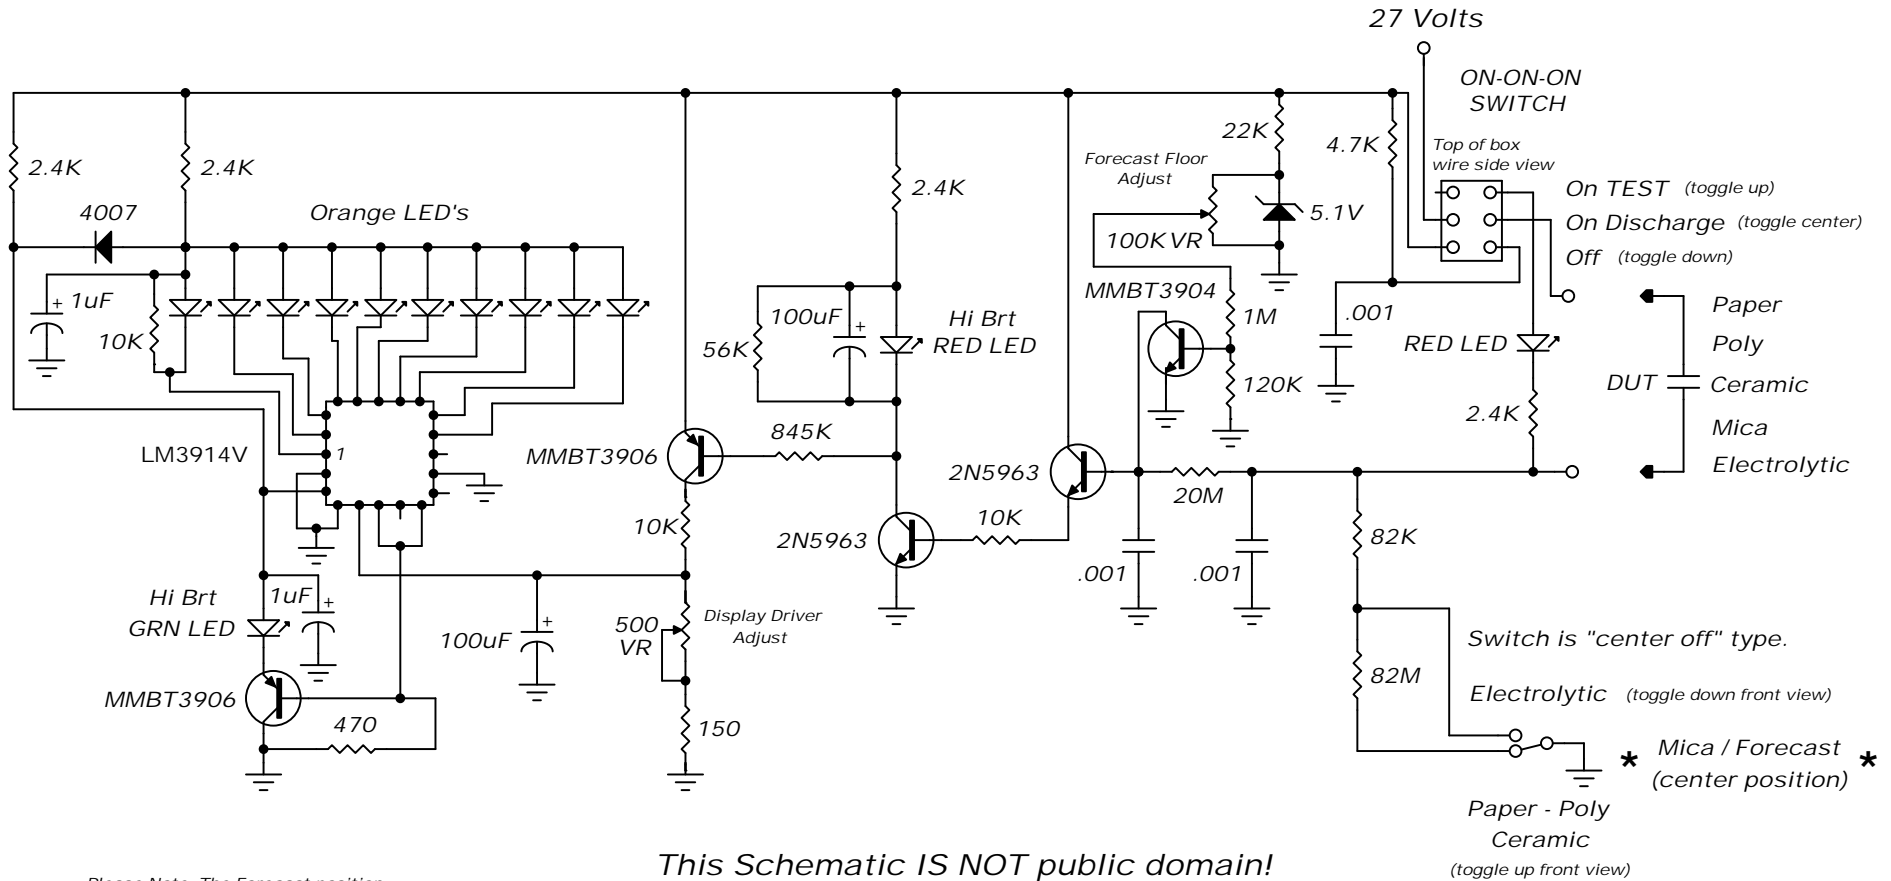 27 Volts
ON-ON-ON
SWITCH
Top of box
wire side view
On TEST (toggle up)
On Discharge (toggle center)
Off (toggle down)
2.4K
2.4K
4007
Orange LED's
1uF
+
10K
LM3914V
1
Hi Brt
GRN LED
1uF
+
MMBT3906
470
100uF
+
MMBT3906
10K
500
VR
Display Driver
Adjust
150
845K
2.4K
56K
100uF
+
Hi Brt
RED LED
2N5963
10K
2N5963
Forecast Floor
Adjust
22K
100K VR
5.1V
4.7K
MMBT3904
1M
120K
.001
RED LED
2.4K
20M
.001
.001
82K
82M
DUT
Paper
Poly
Ceramic
Mica
Electrolytic
Switch is "center off" type.
Electrolytic (toggle down front view)
* Mica / Forecast *
(center position)
Paper - Poly
Ceramic
(toggle up front view)
This Schematic IS NOT public domain!
Please Note, The Forecast position